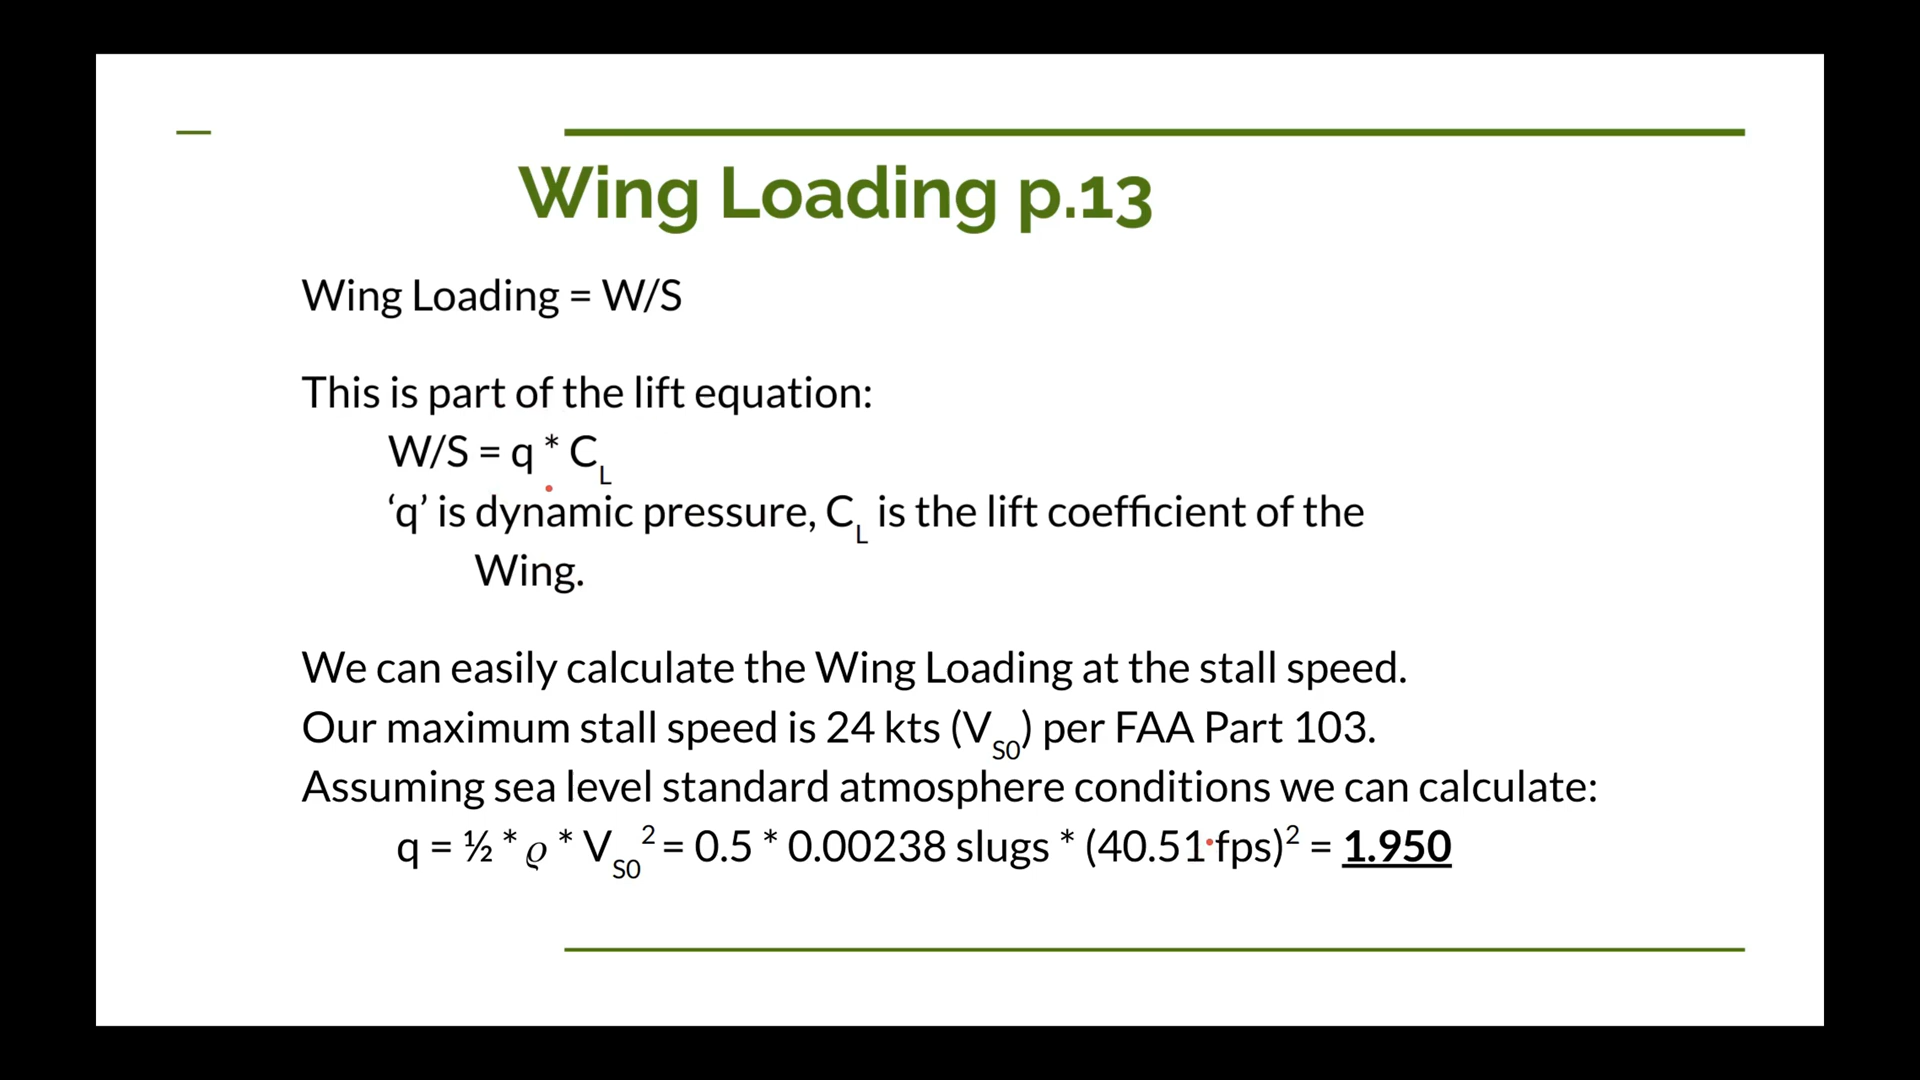 Wing Loading p.13
Wing Loading = W/S
This is part of the lift equation:
W/S = q * C_L
‘q’ is dynamic pressure, C_L is the lift coefficient of the
Wing.
We can easily calculate the Wing Loading at the stall speed.
Our maximum stall speed is 24 kts (V_S0) per FAA Part 103.
Assuming sea level standard atmosphere conditions we can calculate:
q = ½ * ϱ * V_S0² = 0.5 * 0.00238 slugs * (40.51 fps)² = 1.950